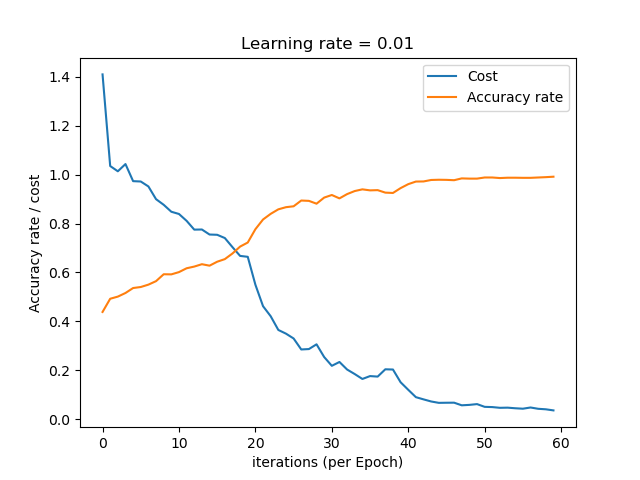 Learning rate = 0.01
Cost
Accuracy rate
Accuracy rate / cost
1.4
1.2
1.0
0.8
0.6
0.4
0.2
0.0
0 10 20 30 40 50 60
iterations (per Epoch)